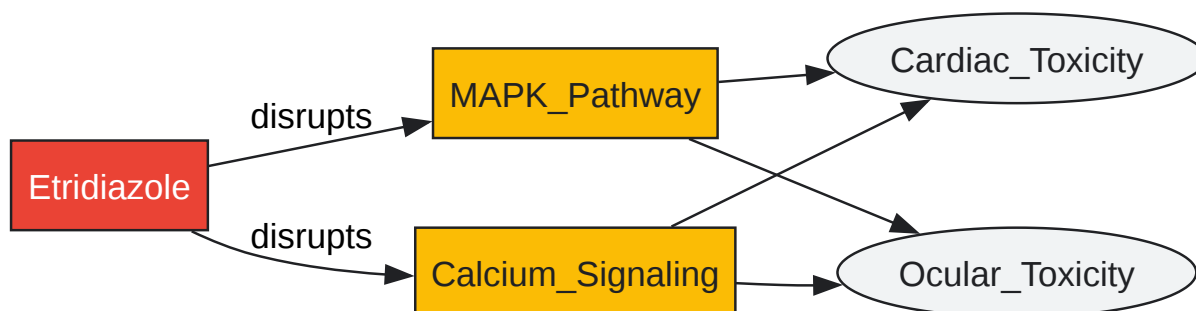 Etridiazole
disrupts
disrupts
MAPK_Pathway
Calcium_Signaling
Cardiac_Toxicity
Ocular_Toxicity